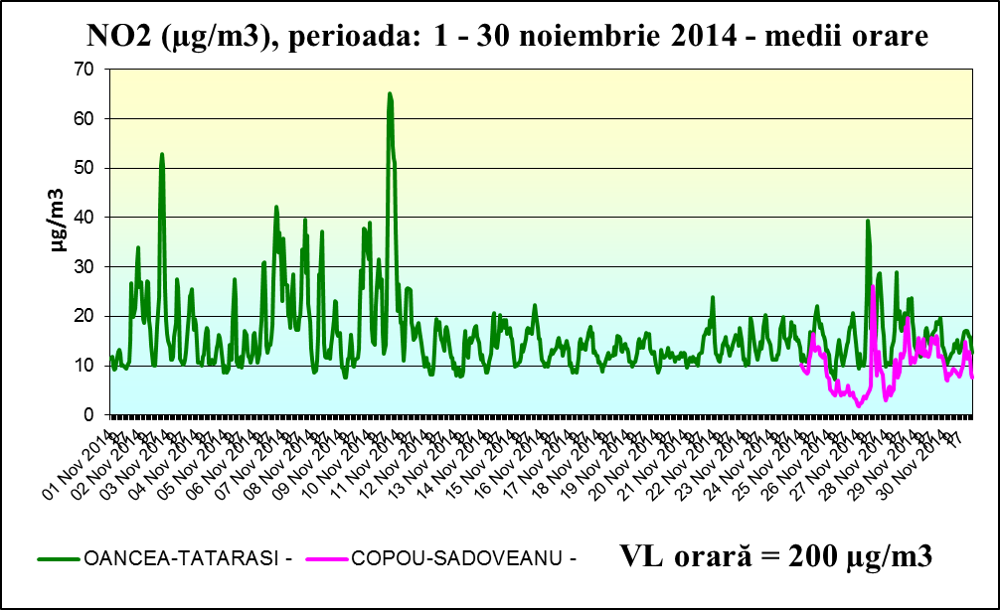 NO2 (µg/m3), perioada: 1 - 30 noiembrie 2014 - medii orare
µg/m3
70
60
50
40
30
20
10
0
01 Nov 2014
02 Nov 2014
03 Nov 2014
04 Nov 2014
05 Nov 2014
06 Nov 2014
07 Nov 2014
08 Nov 2014
09 Nov 2014
10 Nov 2014
11 Nov 2014
12 Nov 2014
13 Nov 2014
14 Nov 2014
15 Nov 2014
16 Nov 2014
17 Nov 2014
18 Nov 2014
19 Nov 2014
20 Nov 2014
21 Nov 2014
22 Nov 2014
23 Nov 2014
24 Nov 2014
25 Nov 2014
26 Nov 2014
27 Nov 2014
28 Nov 2014
29 Nov 2014
30 Nov 2014
17
OANCEA-TATARASI -
COPOU-SADOVEANU -
VL orară = 200 µg/m3